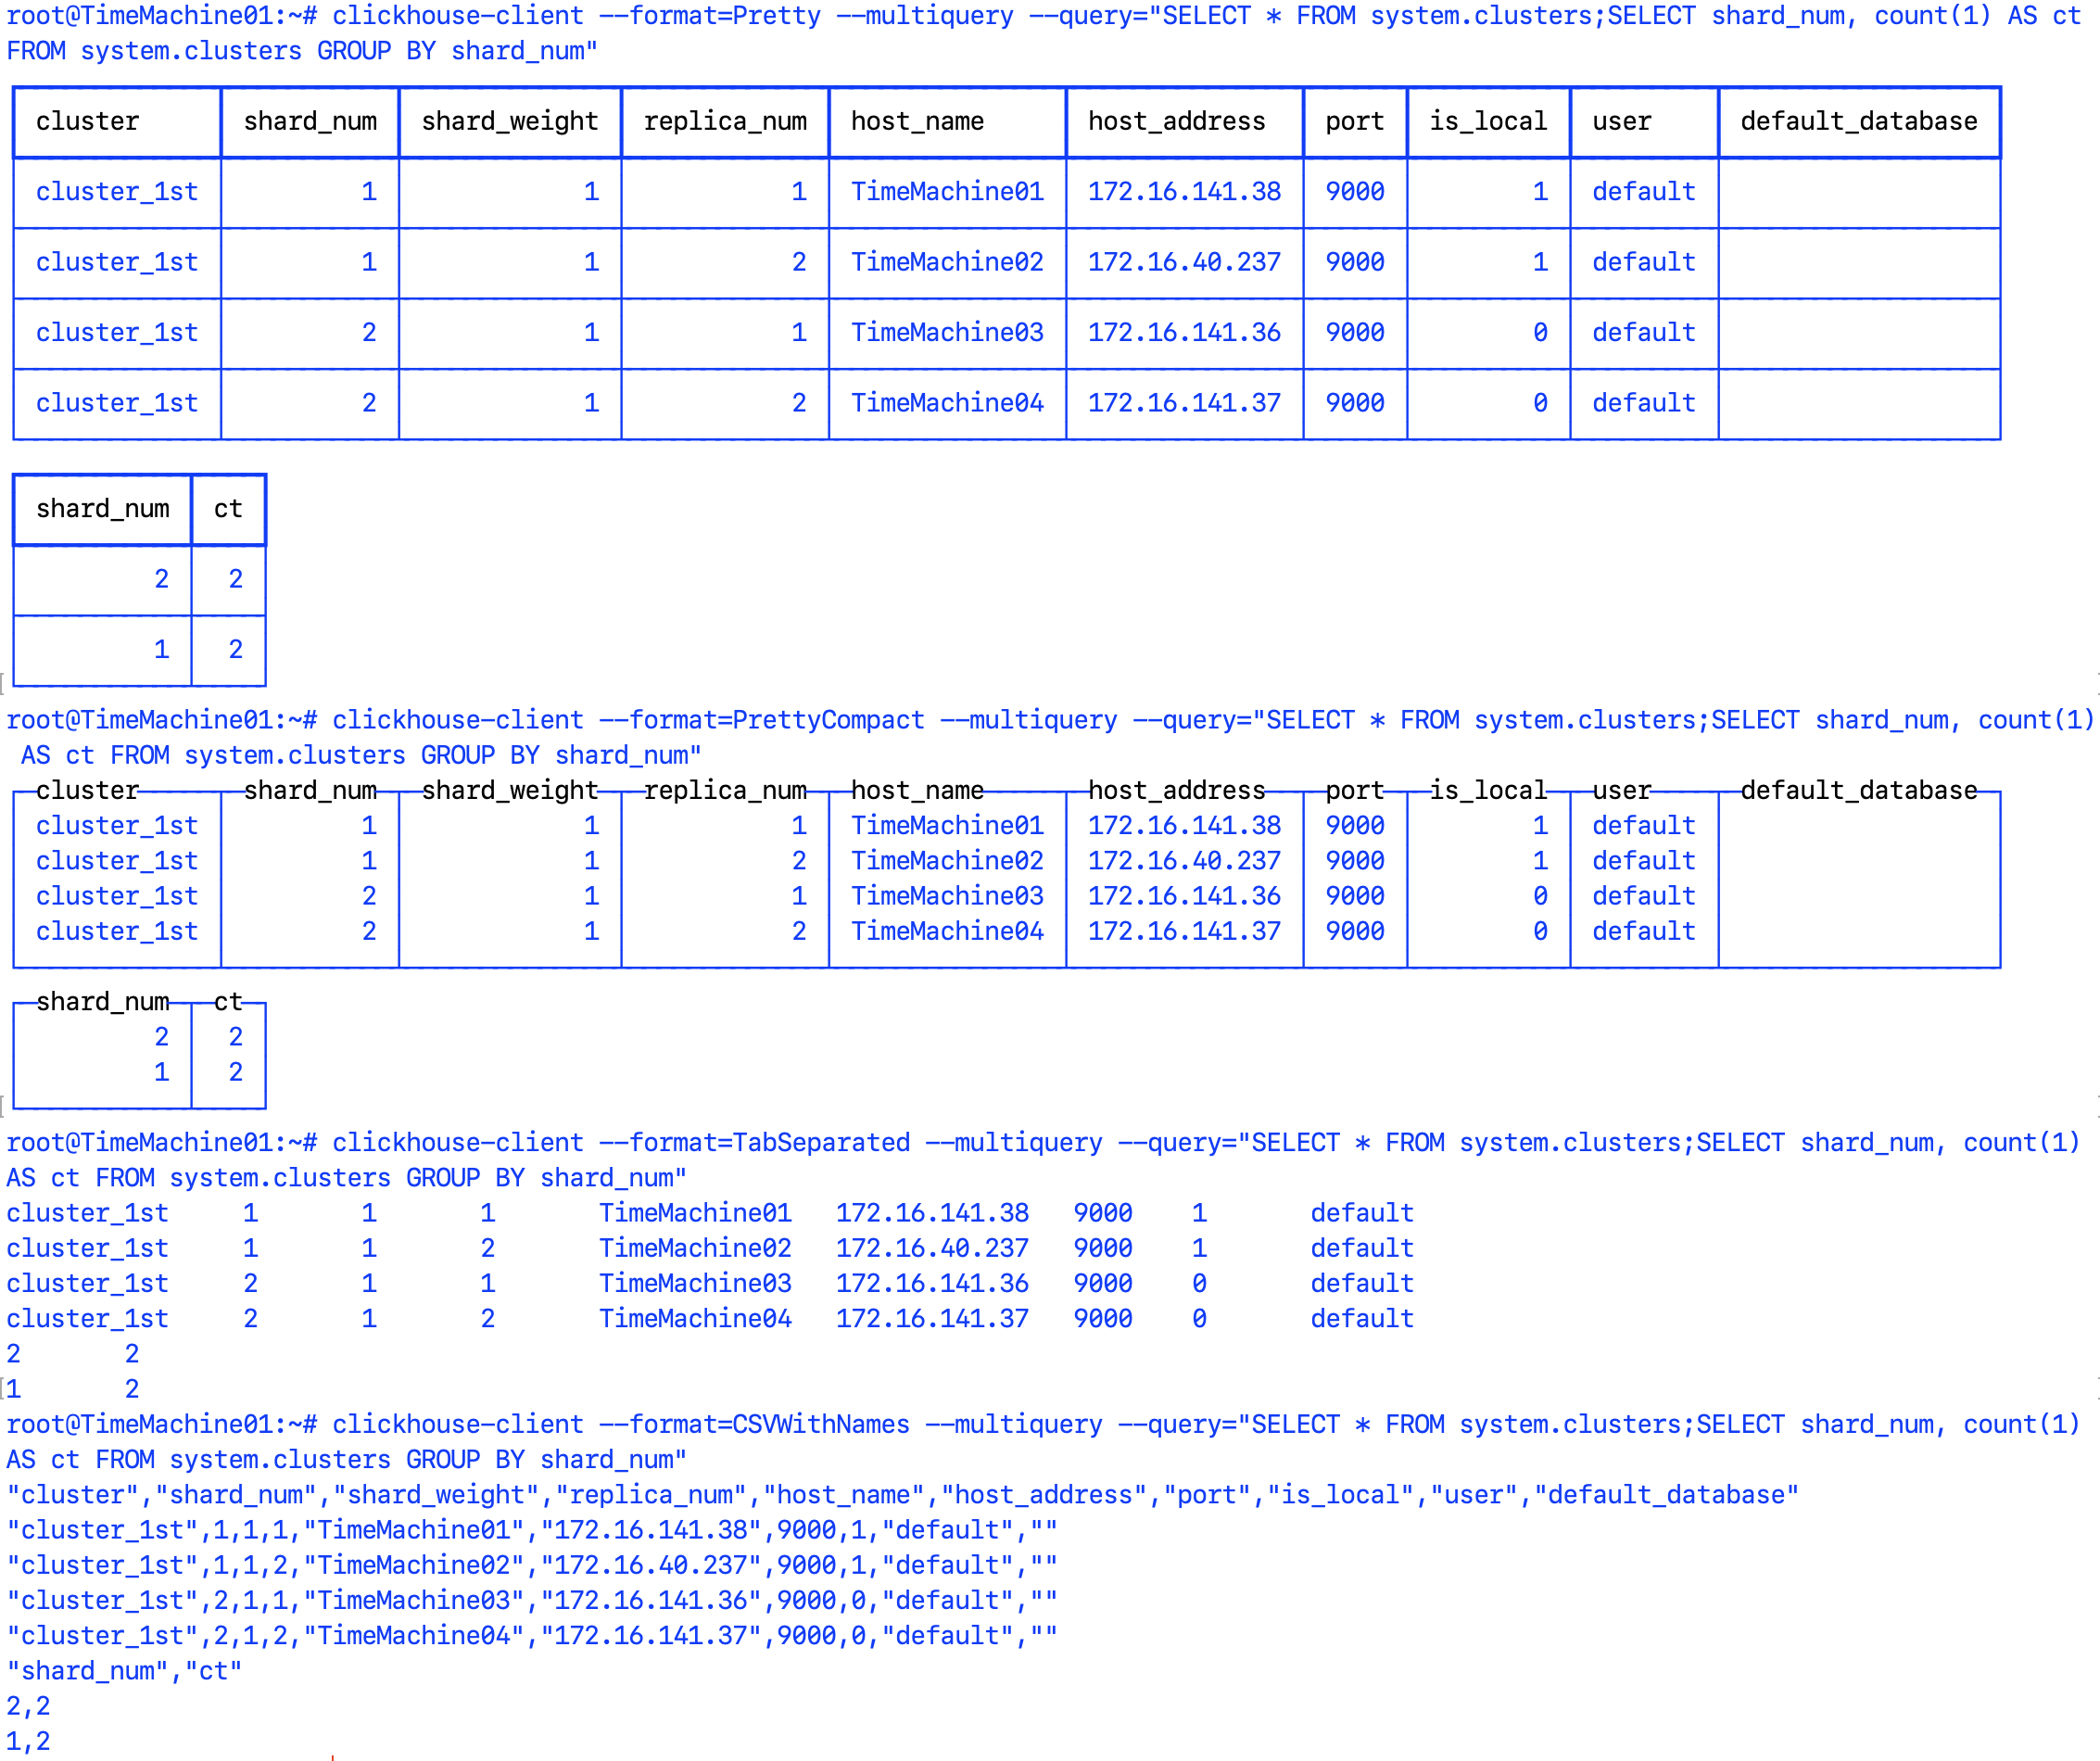 root@TimeMachine01:~# clickhouse-client --format=Pretty --multiquery --query="SELECT * FROM system.clusters;SELECT shard_num, count(1) AS ct
FROM system.clusters GROUP BY shard_num"
cluster shard_num shard_weight replica_num host_name host_address port is_local user default_database
cluster_1st 1 1 1 TimeMachine01 172.16.141.38 9000 1 default
cluster_1st 1 1 2 TimeMachine02 172.16.40.237 9000 1 default
cluster_1st 2 1 1 TimeMachine03 172.16.141.36 9000 0 default
cluster_1st 2 1 2 TimeMachine04 172.16.141.37 9000 0 default
shard_num ct
2 2
1 2
root@TimeMachine01:~# clickhouse-client --format=PrettyCompact --multiquery --query="SELECT * FROM system.clusters;SELECT shard_num, count(1)
AS ct FROM system.clusters GROUP BY shard_num"
cluster shard_num shard_weight replica_num host_name host_address port is_local user default_database
cluster_1st 1 1 1 TimeMachine01 172.16.141.38 9000 1 default
cluster_1st 1 1 2 TimeMachine02 172.16.40.237 9000 1 default
cluster_1st 2 1 1 TimeMachine03 172.16.141.36 9000 0 default
cluster_1st 2 1 2 TimeMachine04 172.16.141.37 9000 0 default
shard_num ct
2 2
1 2
root@TimeMachine01:~# clickhouse-client --format=TabSeparated --multiquery --query="SELECT * FROM system.clusters;SELECT shard_num, count(1)
AS ct FROM system.clusters GROUP BY shard_num"
cluster_1st 1 1 1 TimeMachine01 172.16.141.38 9000 1 default
cluster_1st 1 1 2 TimeMachine02 172.16.40.237 9000 1 default
cluster_1st 2 1 1 TimeMachine03 172.16.141.36 9000 0 default
cluster_1st 2 1 2 TimeMachine04 172.16.141.37 9000 0 default
2 2
1 2
root@TimeMachine01:~# clickhouse-client --format=CSVWithNames --multiquery --query="SELECT * FROM system.clusters;SELECT shard_num, count(1)
AS ct FROM system.clusters GROUP BY shard_num"
"cluster","shard_num","shard_weight","replica_num","host_name","host_address","port","is_local","user","default_database"
"cluster_1st",1,1,1,"TimeMachine01","172.16.141.38",9000,1,"default",""
"cluster_1st",1,1,2,"TimeMachine02","172.16.40.237",9000,1,"default",""
"cluster_1st",2,1,1,"TimeMachine03","172.16.141.36",9000,0,"default",""
"cluster_1st",2,1,2,"TimeMachine04","172.16.141.37",9000,0,"default",""
"shard_num","ct"
2,2
1,2